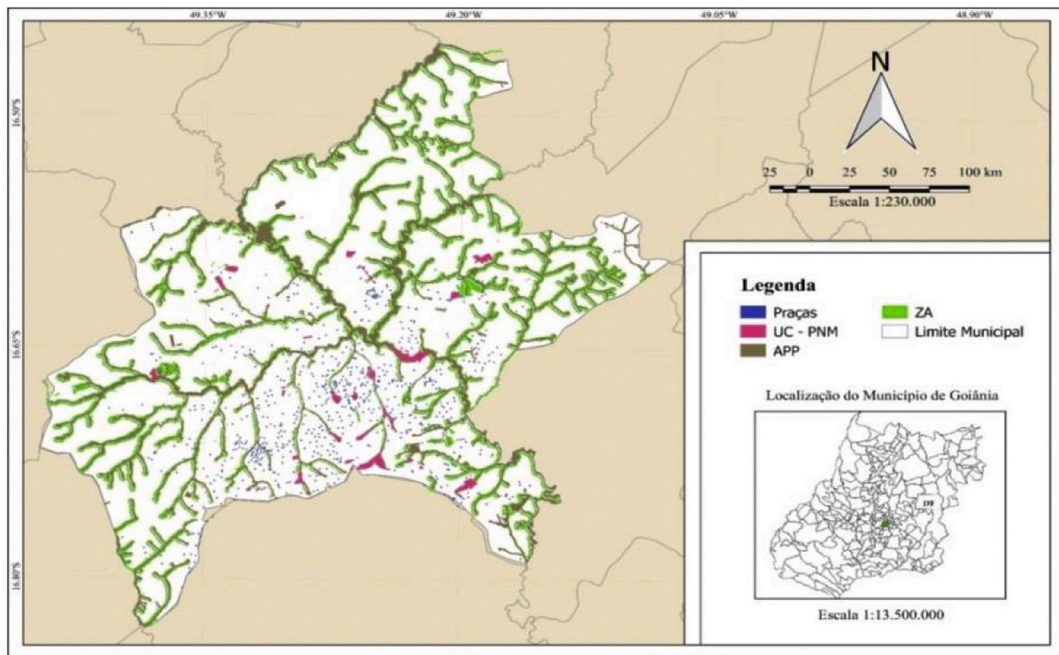 49.35°W 49.20°W 49.05°W 48.90°W
16.50°S
16.65°S
16.80°S
N
25 0 25 50 75 100 km
Escala 1:230.000
Legenda
Praças ZA
UC - PNM Limite Municipal
APP
Localização do Município de Goiânia
DF
Escala 1:13.500.000